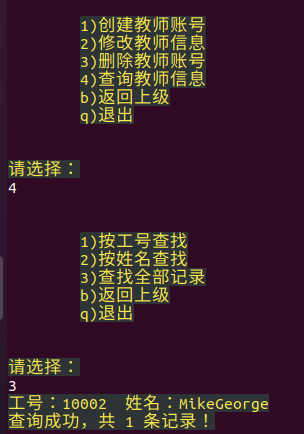 1)创建教师账号
2)修改教师信息
3)删除教师账号
4)查询教师信息
b)返回上级
q)退出
请选择：
4
1)按工号查找
2)按姓名查找
3)查找全部记录
b)返回上级
q)退出
请选择：
3
工号：10002  姓名：MikeGeorge
查询成功，共 1 条记录！